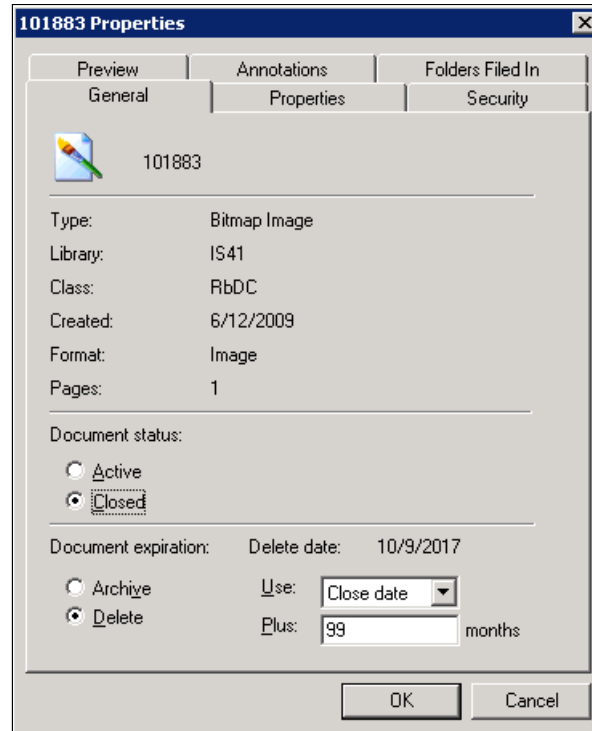 101883 Properties
Preview Annotations Folders Filed In
General Properties Security
101883
Type: Bitmap Image
Library: IS41
Class: RbDC
Created: 6/12/2009
Format: Image
Pages: 1
Document status:
Active
Closed
Document expiration: Delete date: 10/9/2017
Archive Use: Close date
Delete Plus: 99 months
OK Cancel